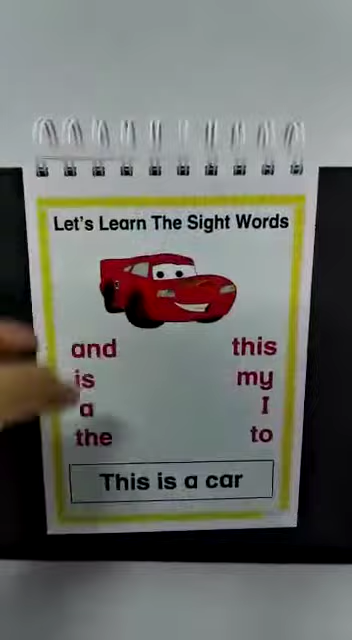 Let's Learn The Sight Words
and this
is my
a I
the to
This is a car